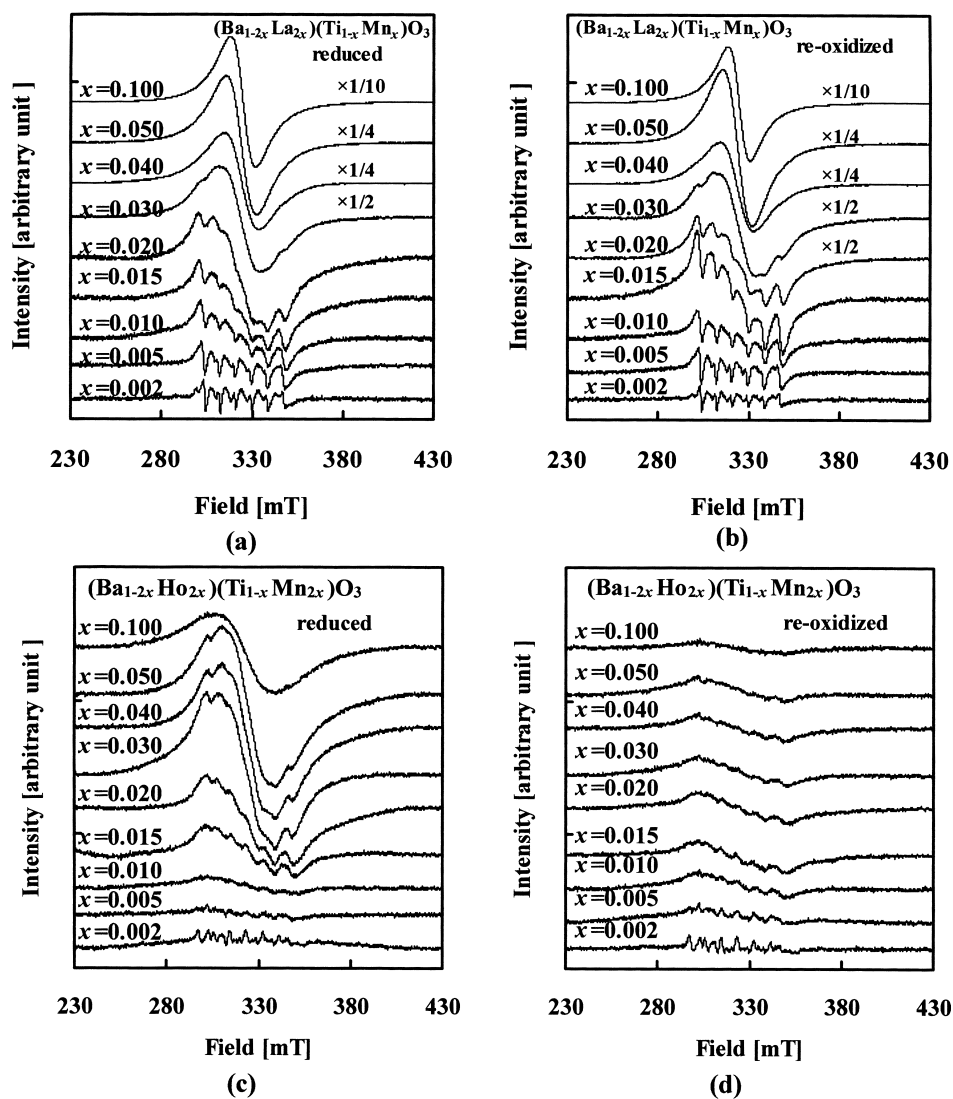 (Ba1-2x La2x)(Ti1-x Mnx)O3
reduced
x=0.100
×1/10
x=0.050
×1/4
x=0.040
×1/4
x=0.030
×1/2
x=0.020
x=0.015
x=0.010
x=0.005
x=0.002
Intensity [arbitrary unit ]
230 280 330 380 430
Field [mT]
(a)
(Ba1-2x La2x)(Ti1-x Mnx)O3
re-oxidized
x=0.100
×1/10
x=0.050
×1/4
x=0.040
×1/4
x=0.030
×1/2
x=0.020
×1/2
x=0.015
x=0.010
x=0.005
x=0.002
Intensity [arbitrary unit ]
230 280 330 380 430
Field [mT]
(b)
(Ba1-2x Ho2x)(Ti1-x Mn2x)O3
reduced
x=0.100
x=0.050
x=0.040
x=0.030
x=0.020
x=0.015
x=0.010
x=0.005
x=0.002
Intensity [arbitrary unit ]
230 280 330 380 430
Field [mT]
(c)
(Ba1-2x Ho2x)(Ti1-x Mn2x)O3
re-oxidized
x=0.100
x=0.050
x=0.040
x=0.030
x=0.020
x=0.015
x=0.010
x=0.005
x=0.002
Intensity [arbitrary unit ]
230 280 330 380 430
Field [mT]
(d)